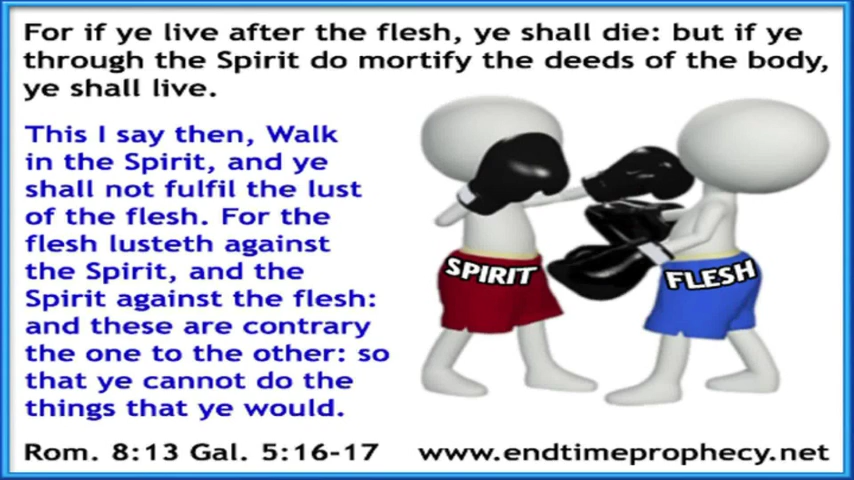 For if ye live after the flesh, ye shall die: but if ye
through the Spirit do mortify the deeds of the body,
ye shall live.
This I say then, Walk
in the Spirit, and ye
shall not fulfil the lust
of the flesh. For the
flesh lusteth against
the Spirit, and the
Spirit against the flesh:
and these are contrary
the one to the other: so
that ye cannot do the
things that ye would.
SPIRIT
FLESH
Rom. 8:13 Gal. 5:16-17
www.endtimeprophecy.net